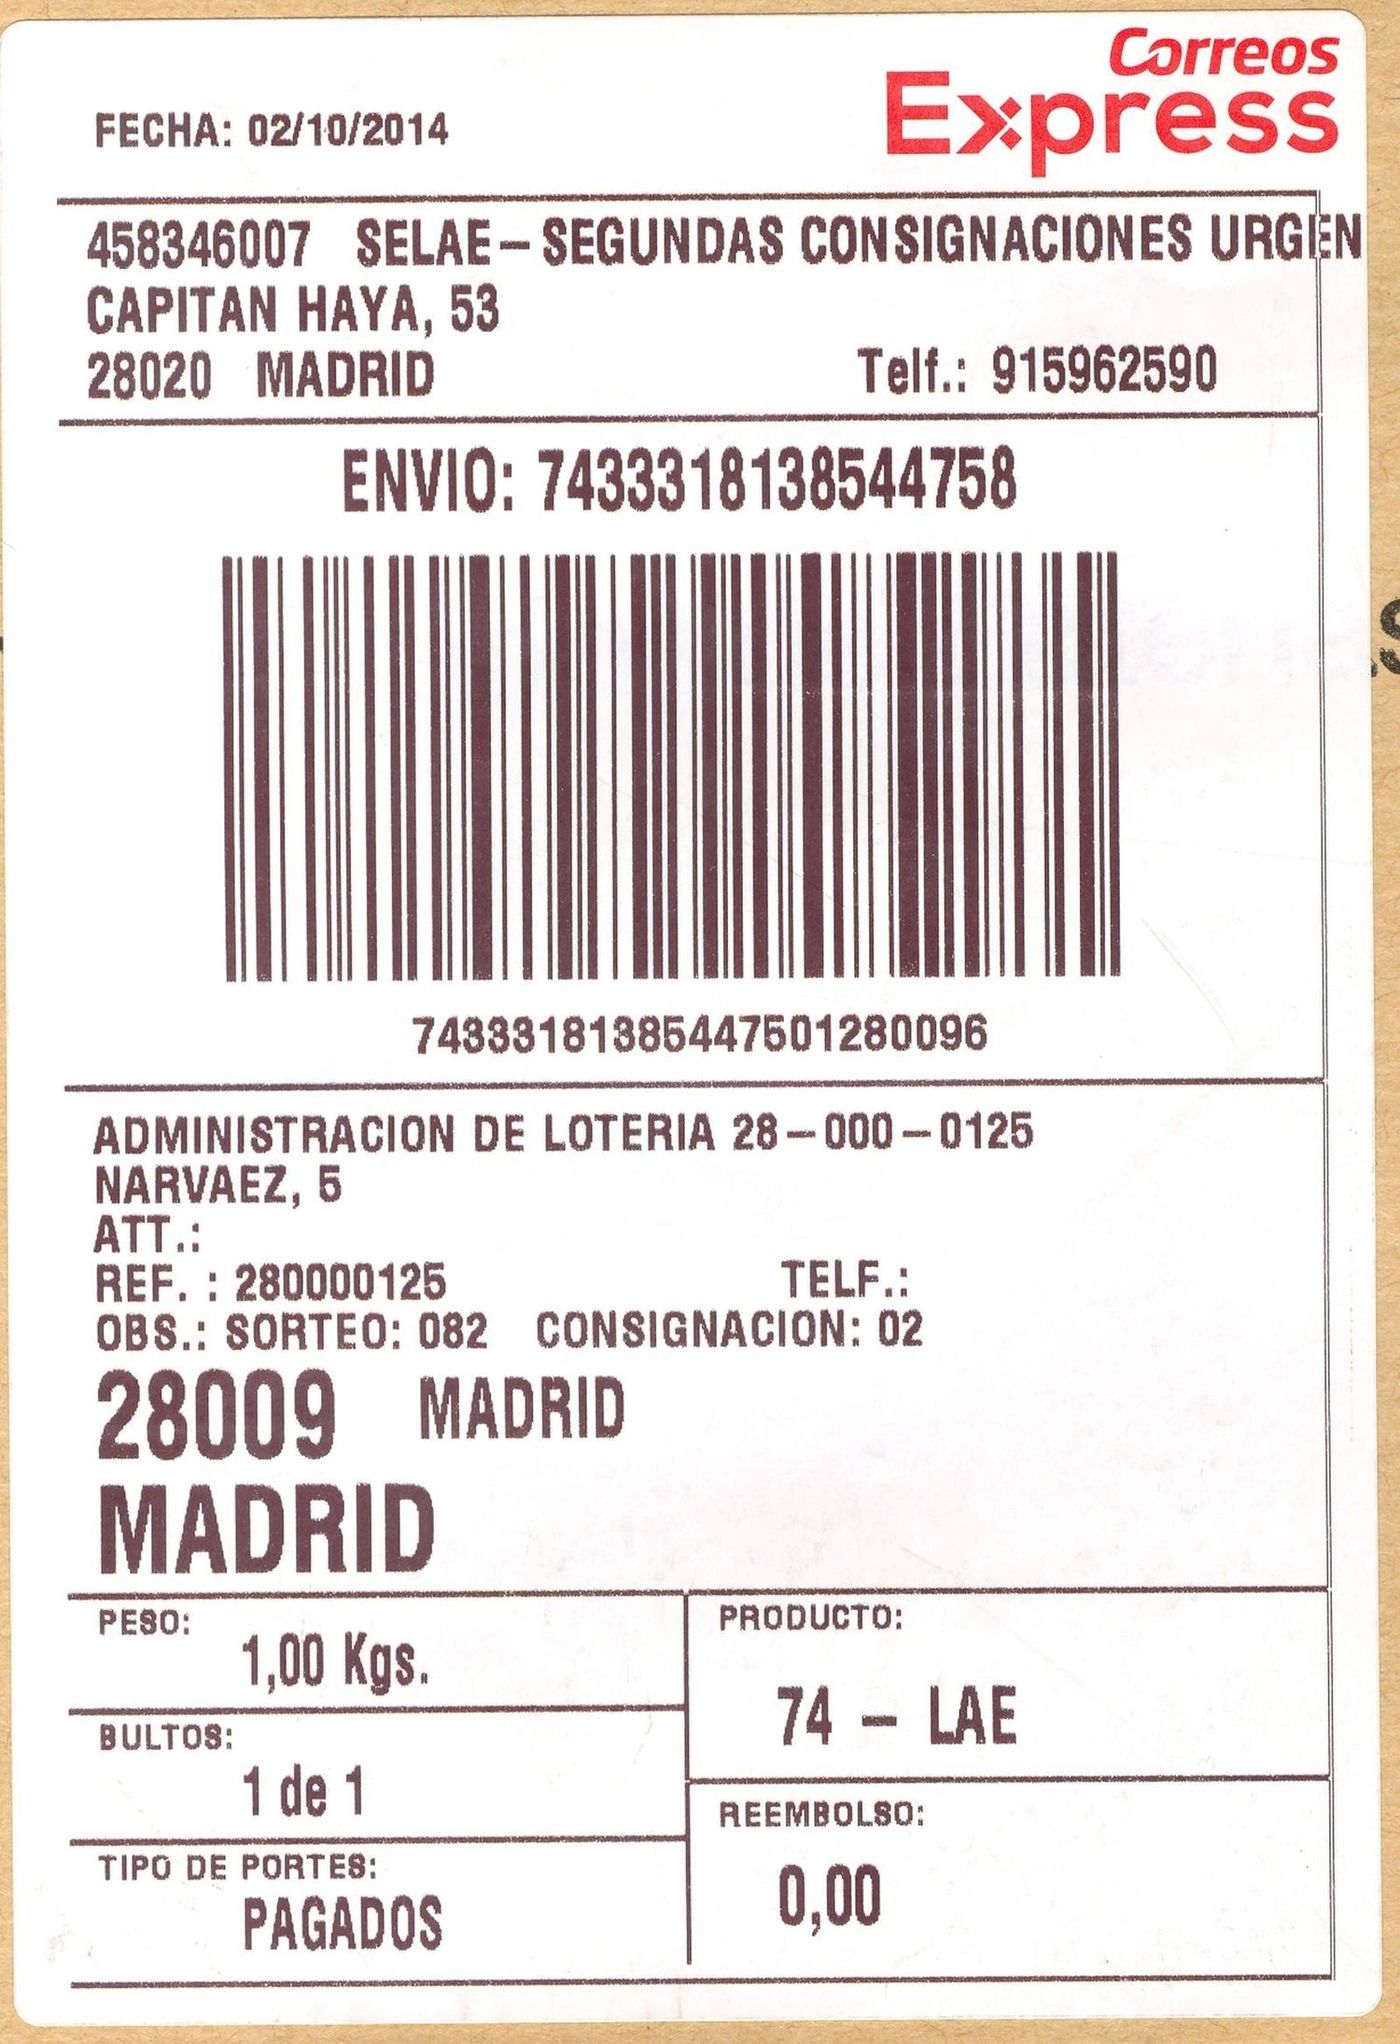 Correos
Express
FECHA: 02/10/2014
458346007 SELAE-SEGUNDAS CONSIGNACIONES URGEN
CAPITAN HAYA, 53
28020 MADRID Telf.: 915962590
ENVIO: 7433318138544758
74333181385447501280096
ADMINISTRACION DE LOTERIA 28-000-0125
NARVAEZ, 5
ATT.:
REF. : 280000125 TELF.:
OBS.: SORTEO: 082 CONSIGNACION: 02
28009 MADRID
MADRID
PESO:
1,00 Kgs.
BULTOS:
1 de 1
TIPO DE PORTES:
PAGADOS
PRODUCTO:
74 - LAE
REEMBOLSO:
0,00